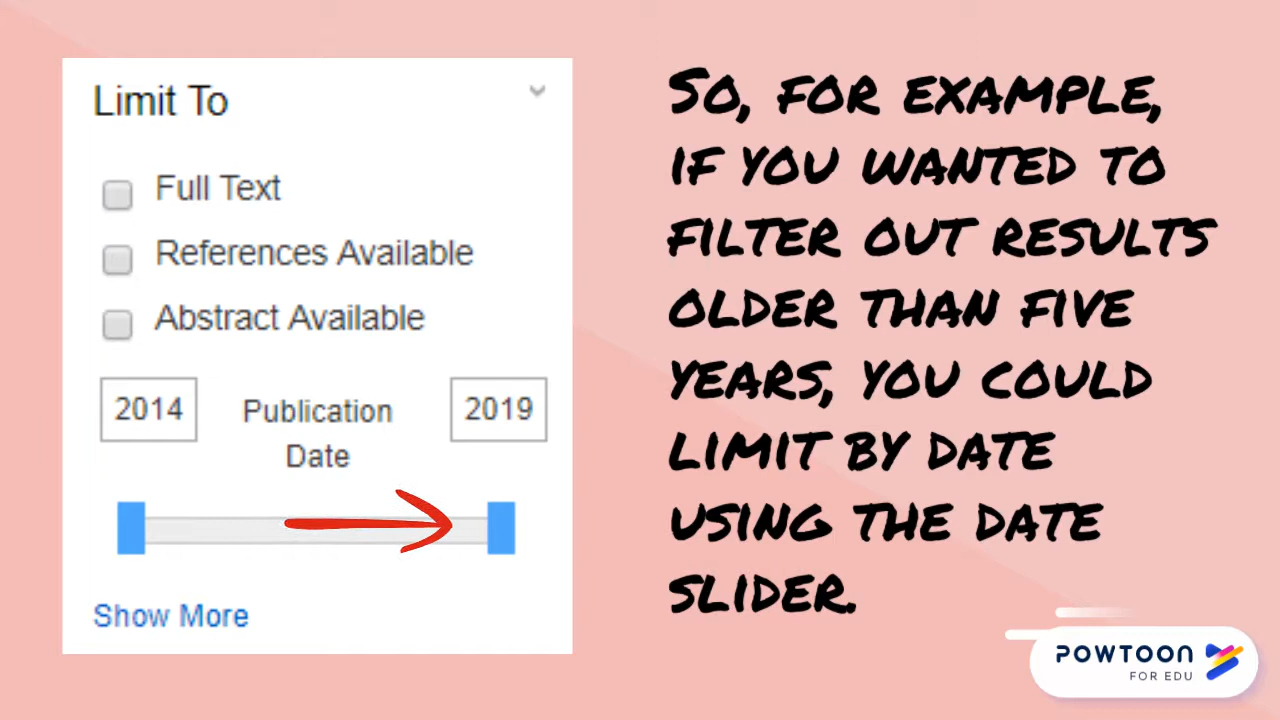 Limit To
Full Text
References Available
Abstract Available
2014
Publication
Date
2019
Show More
So, for example,
if you wanted to
filter out results
older than five
years, you could
limit by date
using the date
slider.
POWTOON
FOR EDU